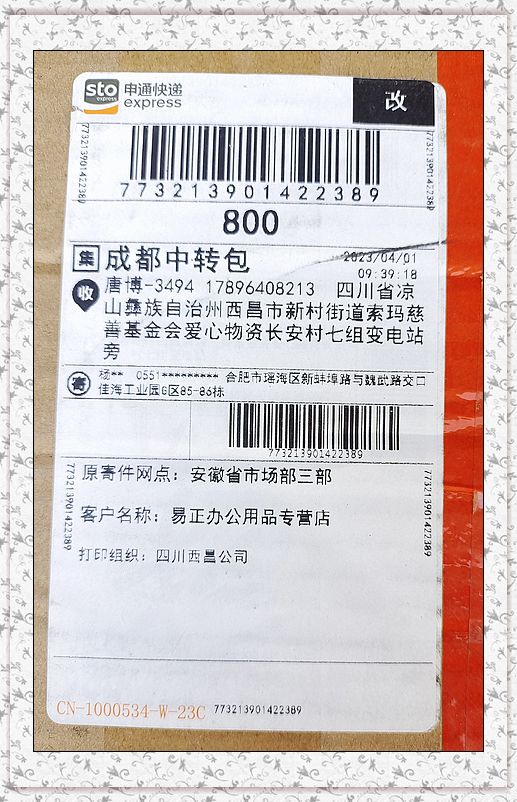 sto express 申通快递
express
改
773213901422389
773213901422389
773213901422389
800
集 成都中转包
2023/04/01
09:39:18
收 唐博-3494 17896408213 四川省凉
山彝族自治州西昌市新村街道索玛慈
善基金会爱心物资长安村七组变电站
旁
寄 杨** 0551********* 合肥市瑶海区新蚌埠路与魏武路交口
佳海工业园G区85-86栋
773213901422389
原寄件网点：安徽省市场部三部
客户名称：易正办公用品专营店
打印组织：四川西昌公司
773213901422389
773213901422389
CN-1000534-W-23C 773213901422389